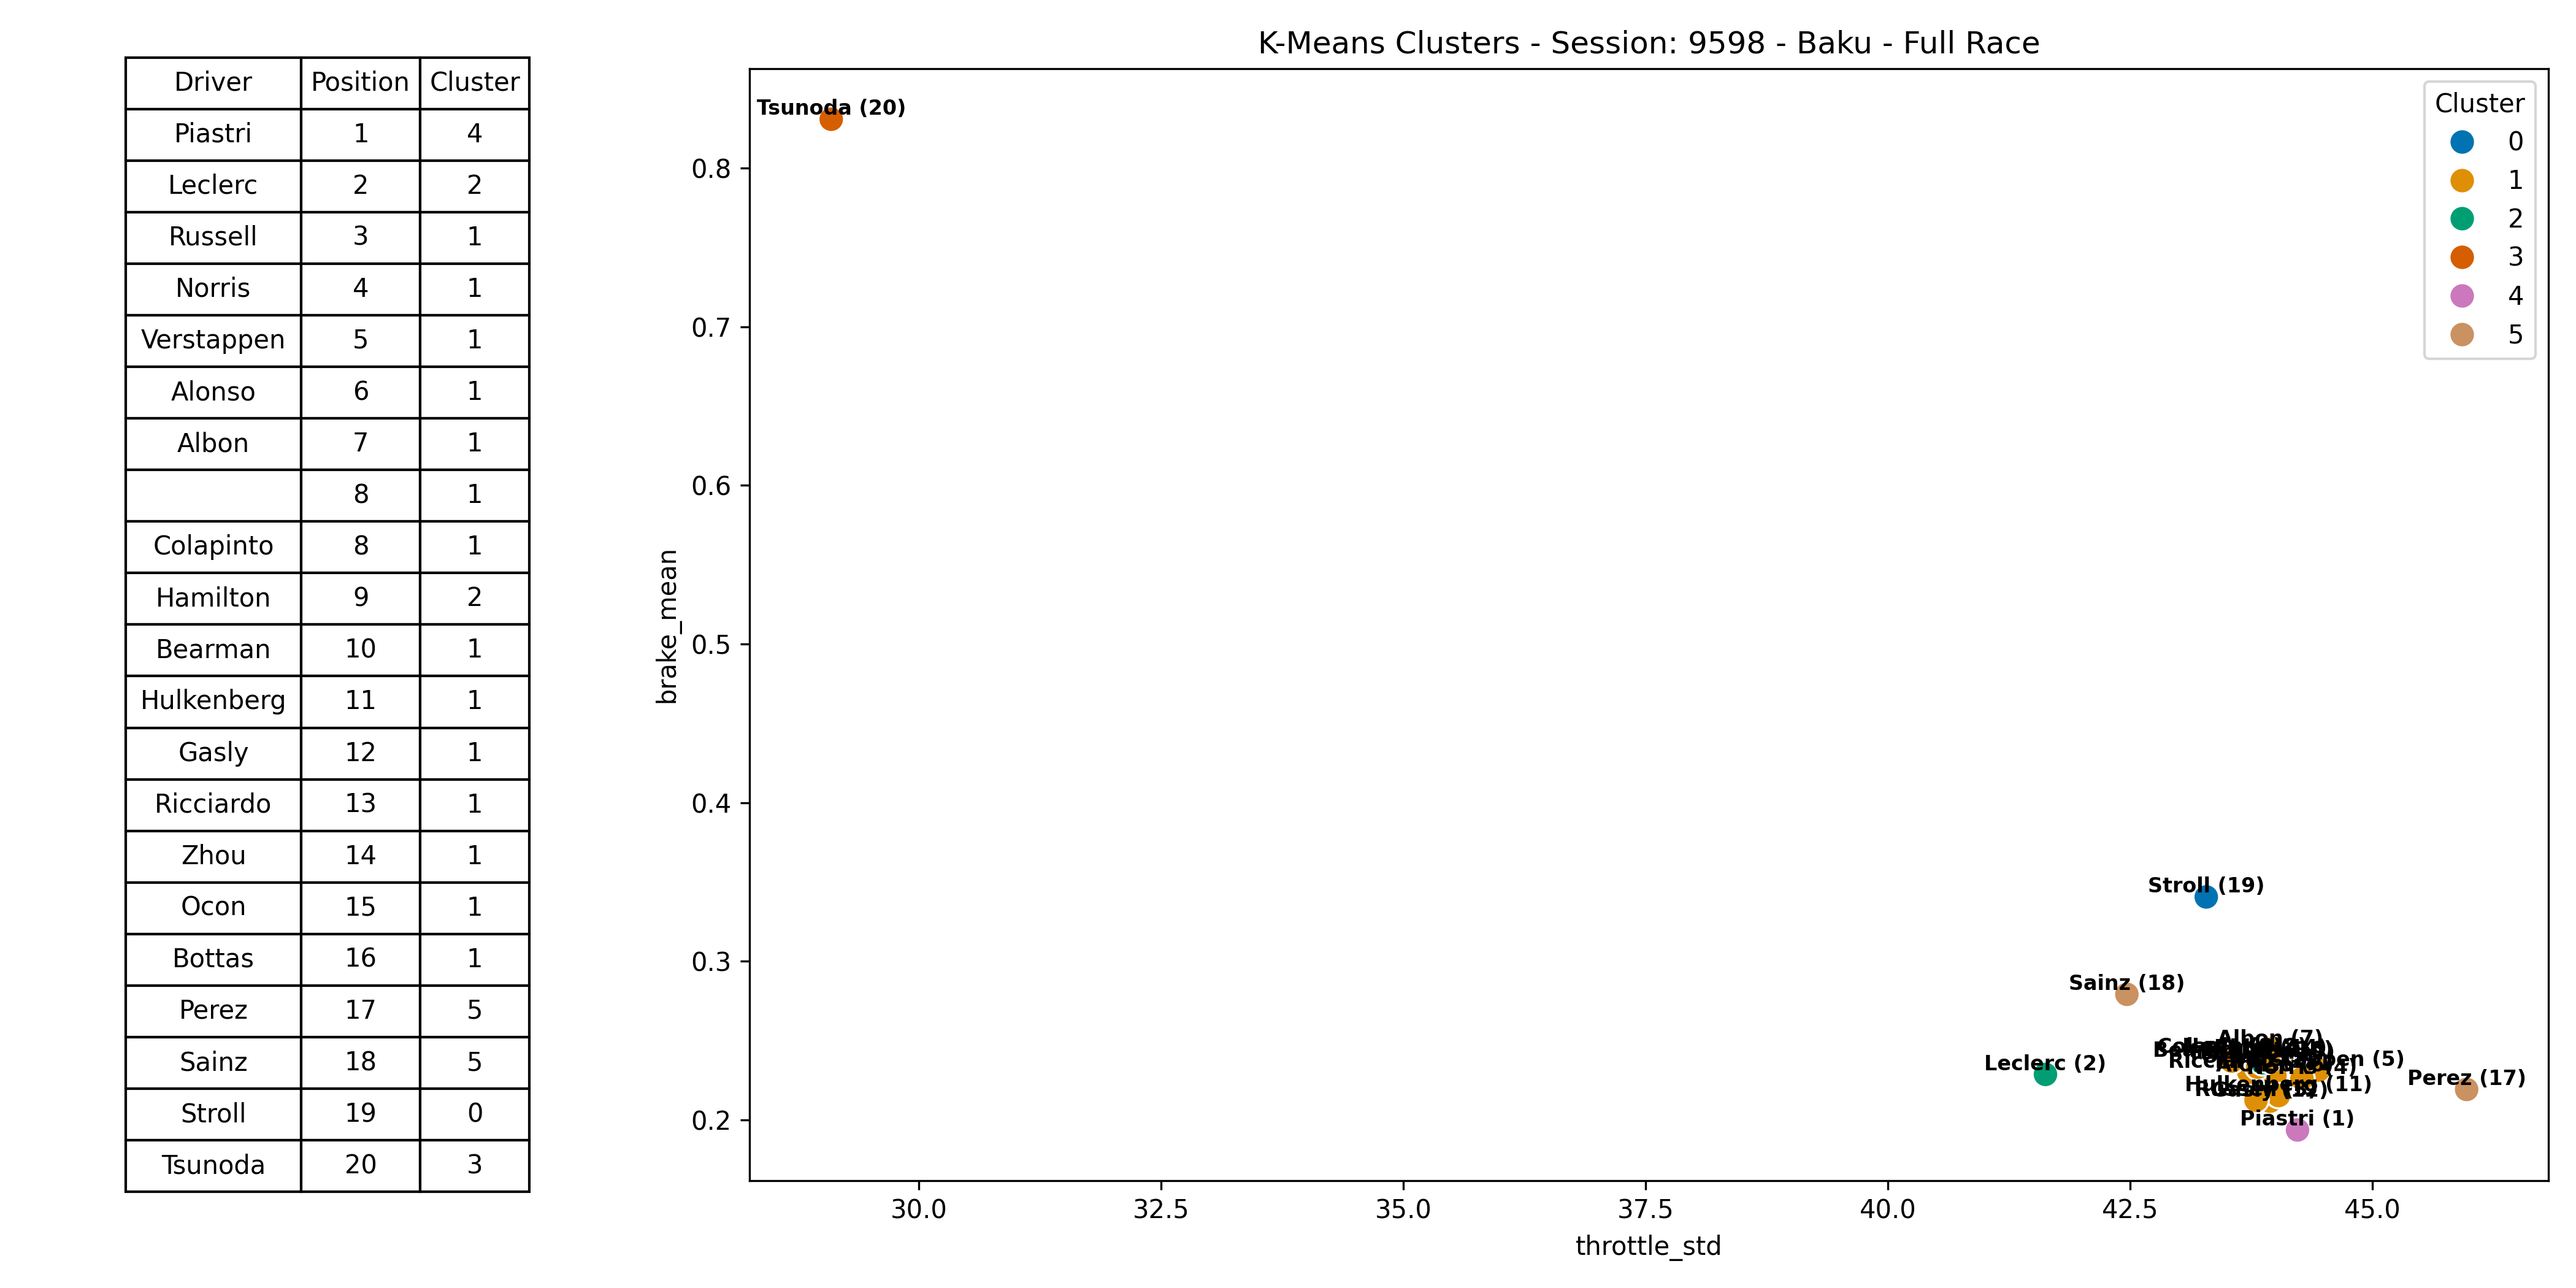 Driver Position Cluster
Piastri 1 4
Leclerc 2 2
Russell 3 1
Norris 4 1
Verstappen 5 1
Alonso 6 1
Albon 7 1
8 1
Colapinto 8 1
Hamilton 9 2
Bearman 10 1
Hulkenberg 11 1
Gasly 12 1
Ricciardo 13 1
Zhou 14 1
Ocon 15 1
Bottas 16 1
Perez 17 5
Sainz 18 5
Stroll 19 0
Tsunoda 20 3
K-Means Clusters - Session: 9598 - Baku - Full Race
Cluster
0
1
2
3
4
5
brake_mean
0.8
0.7
0.6
0.5
0.4
0.3
0.2
Tsunoda (20)
Stroll (19)
Sainz (18)
Albon (7)
Leclerc (2)
Perez (17)
Hulkenberg (11)
Piastri (1)
30.0
32.5
35.0
37.5
40.0
42.5
45.0
throttle_std